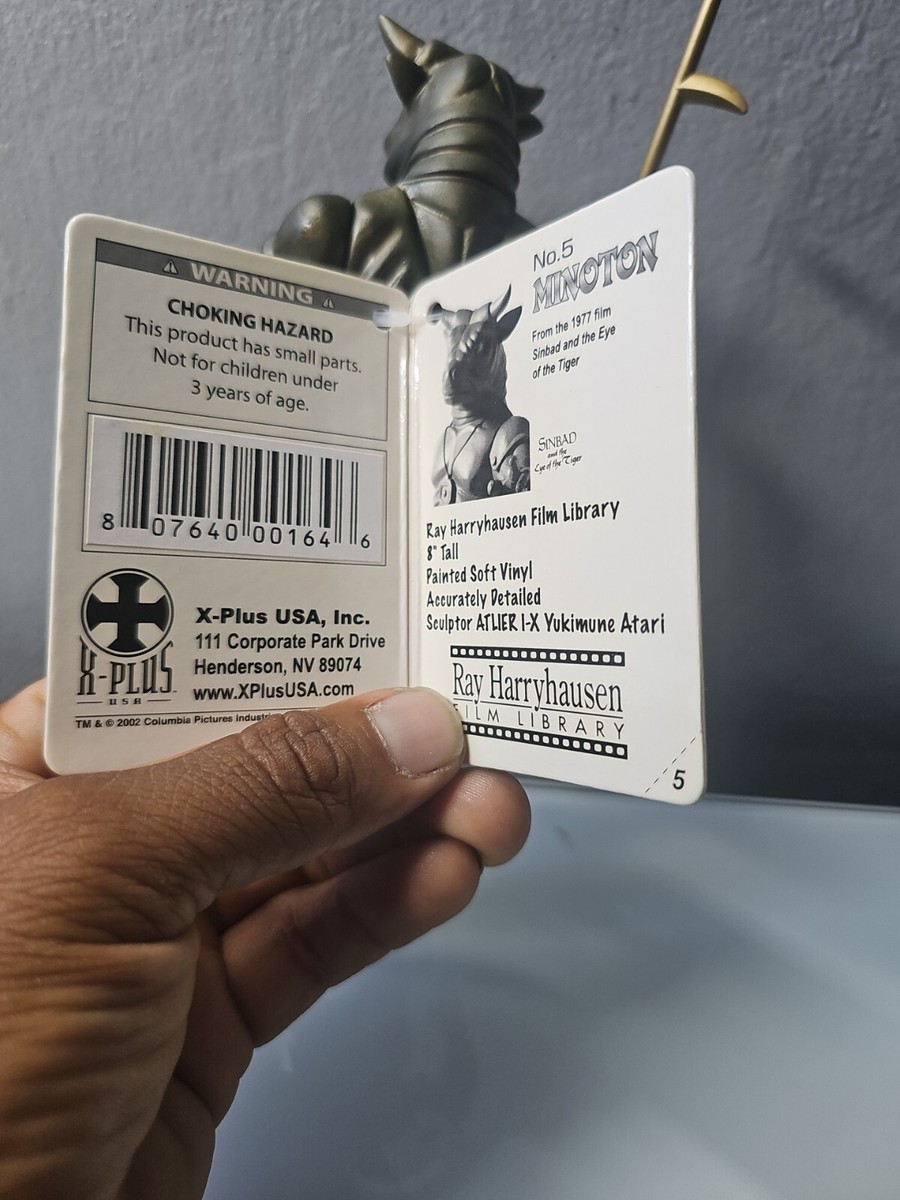 WARNING
CHOKING HAZARD
This product has small parts.
Not for children under
3 years of age.
8 07640 00164 6
X-PLUS
USA
X-Plus USA, Inc.
111 Corporate Park Drive
Henderson, NV 89074
www.XPlusUSA.com
TM & © 2002 Columbia Pictures
No.5
MINOTON
From the 1977 film
Sinbad and the Eye
of the Tiger
SINBAD
and the
Eye of the Tiger
Ray Harryhausen Film Library
8" Tall
Painted Soft Vinyl
Accurately Detailed
Sculptor ATLIER I-X Yukimune Atari
Ray Harryhausen
FILM LIBRARY
5